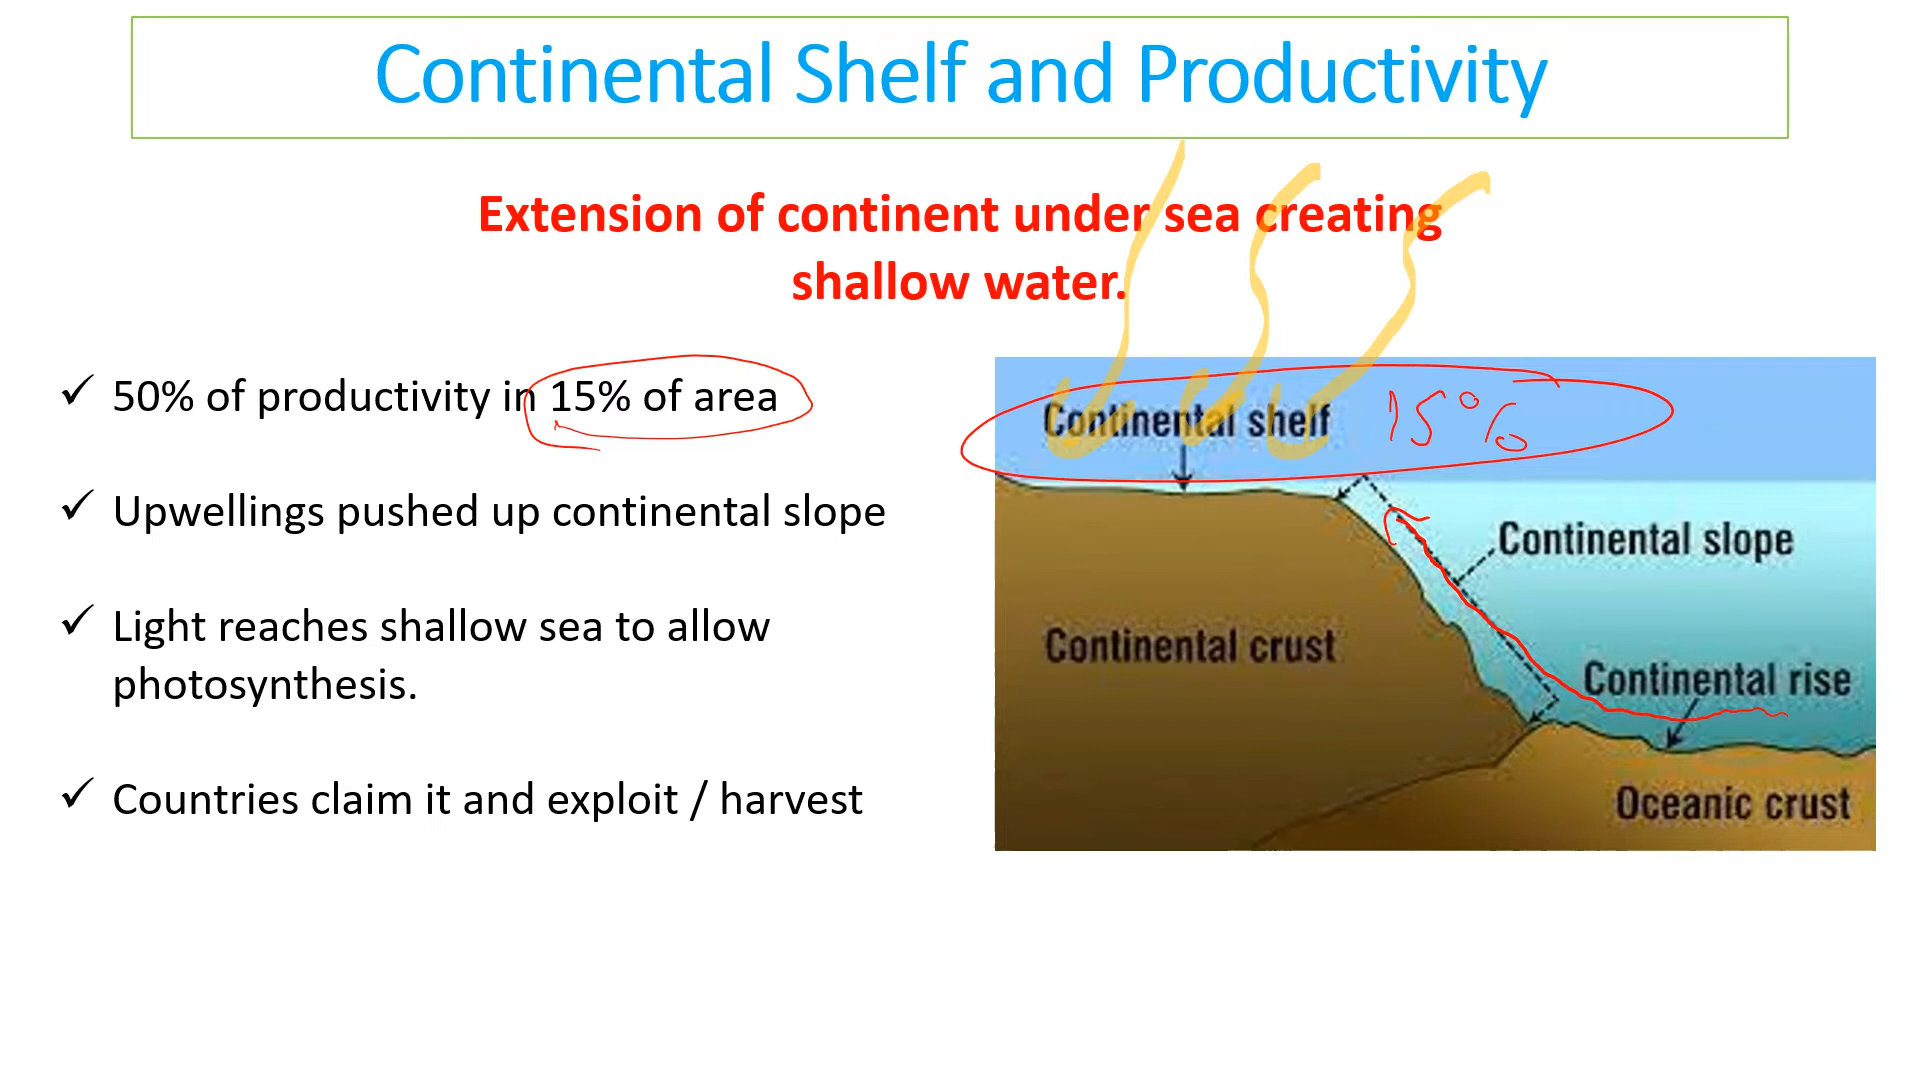 Continental Shelf and Productivity
Extension of continent under sea creating
shallow water.
✓ 50% of productivity in 15% of area
✓ Upwellings pushed up continental slope
✓ Light reaches shallow sea to allow
photosynthesis.
✓ Countries claim it and exploit / harvest
Continental shelf 15%
Continental slope
Continental crust
Continental rise
Oceanic crust